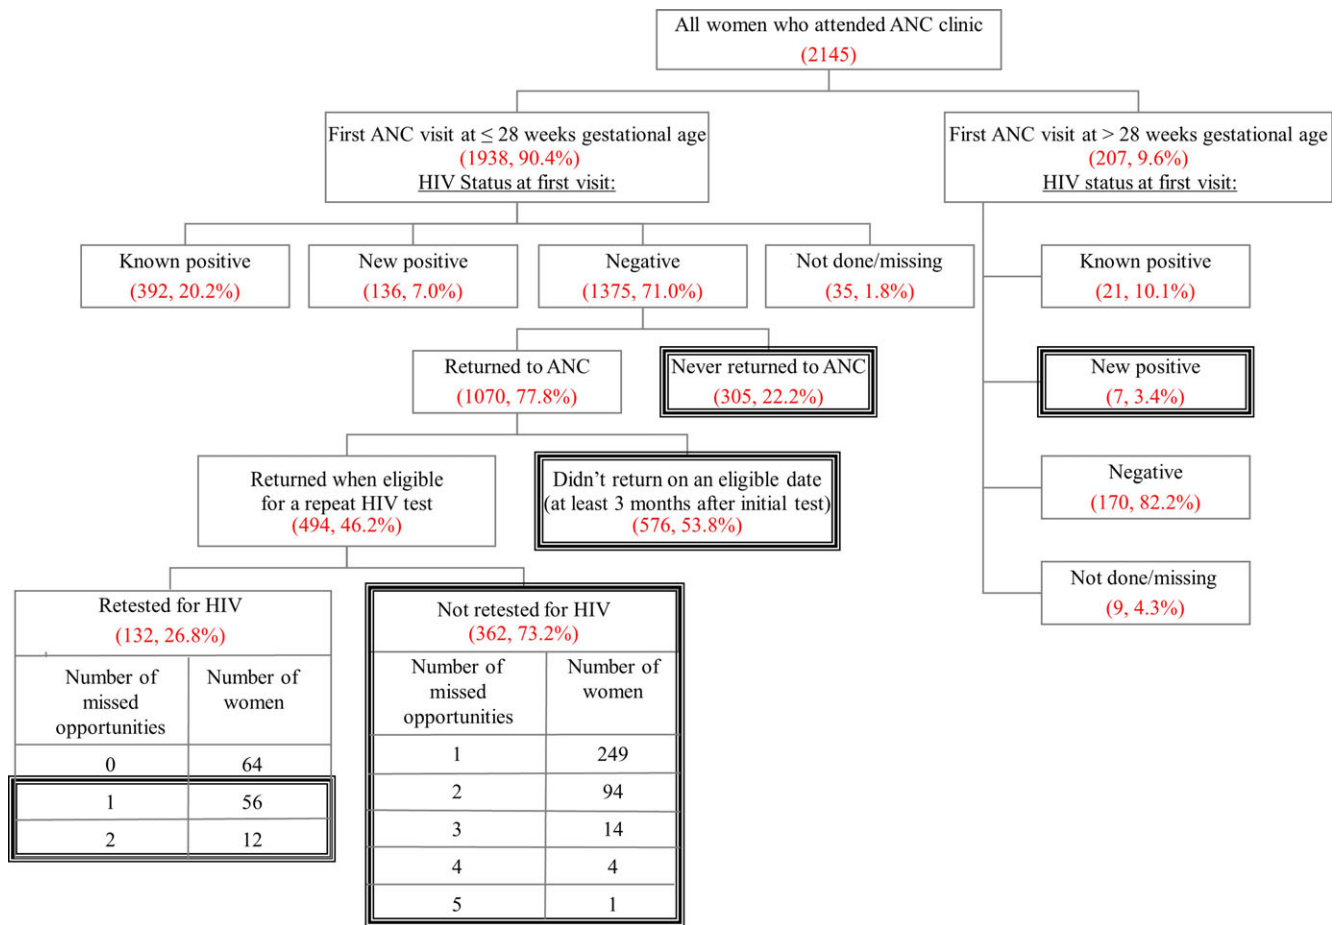 All women who attended ANC clinic
(2145)
First ANC visit at ≤ 28 weeks gestational age
(1938, 90.4%)
HIV Status at first visit:
First ANC visit at > 28 weeks gestational age
(207, 9.6%)
HIV status at first visit:
Known positive
(392, 20.2%)
New positive
(136, 7.0%)
Negative
(1375, 71.0%)
Not done/missing
(35, 1.8%)
Known positive
(21, 10.1%)
Returned to ANC
(1070, 77.8%)
Never returned to ANC
(305, 22.2%)
New positive
(7, 3.4%)
Returned when eligible
for a repeat HIV test
(494, 46.2%)
Didn't return on an eligible date
(at least 3 months after initial test)
(576, 53.8%)
Negative
(170, 82.2%)
Not done/missing
(9, 4.3%)
Retested for HIV
(132, 26.8%)
Number of missed opportunities Number of women
0 64
1 56
2 12
Not retested for HIV
(362, 73.2%)
Number of missed opportunities Number of women
1 249
2 94
3 14
4 4
5 1